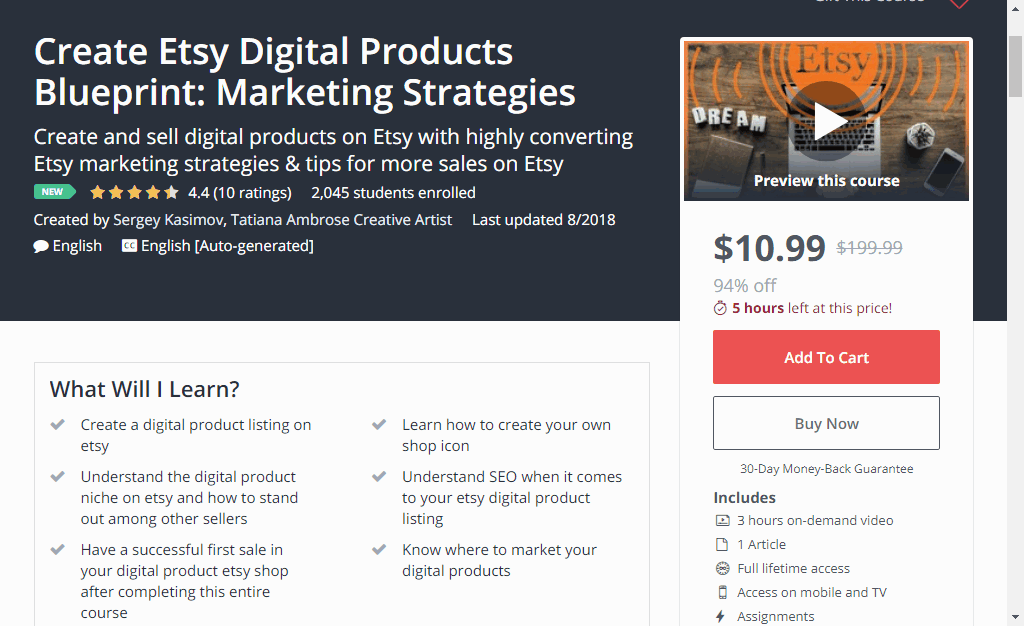 Gift This Course
Create Etsy Digital Products
Blueprint: Marketing Strategies
Create and sell digital products on Etsy with highly converting
Etsy marketing strategies & tips for more sales on Etsy
NEW 4.4 (10 ratings) 2,045 students enrolled
Created by Sergey Kasimov, Tatiana Ambrose Creative Artist Last updated 8/2018
English CC English [Auto-generated]
Etsy
DREAM
Preview this course
$10.99 $199.99
94% off
5 hours left at this price!
Add To Cart
Buy Now
30-Day Money-Back Guarantee
Includes
3 hours on-demand video
1 Article
Full lifetime access
Access on mobile and TV
Assignments
What Will I Learn?
Create a digital product listing on
etsy
Understand the digital product
niche on etsy and how to stand
out among other sellers
Have a successful first sale in
your digital product etsy shop
after completing this entire
course
Learn how to create your own
shop icon
Understand SEO when it comes
to your etsy digital product
listing
Know where to market your
digital products